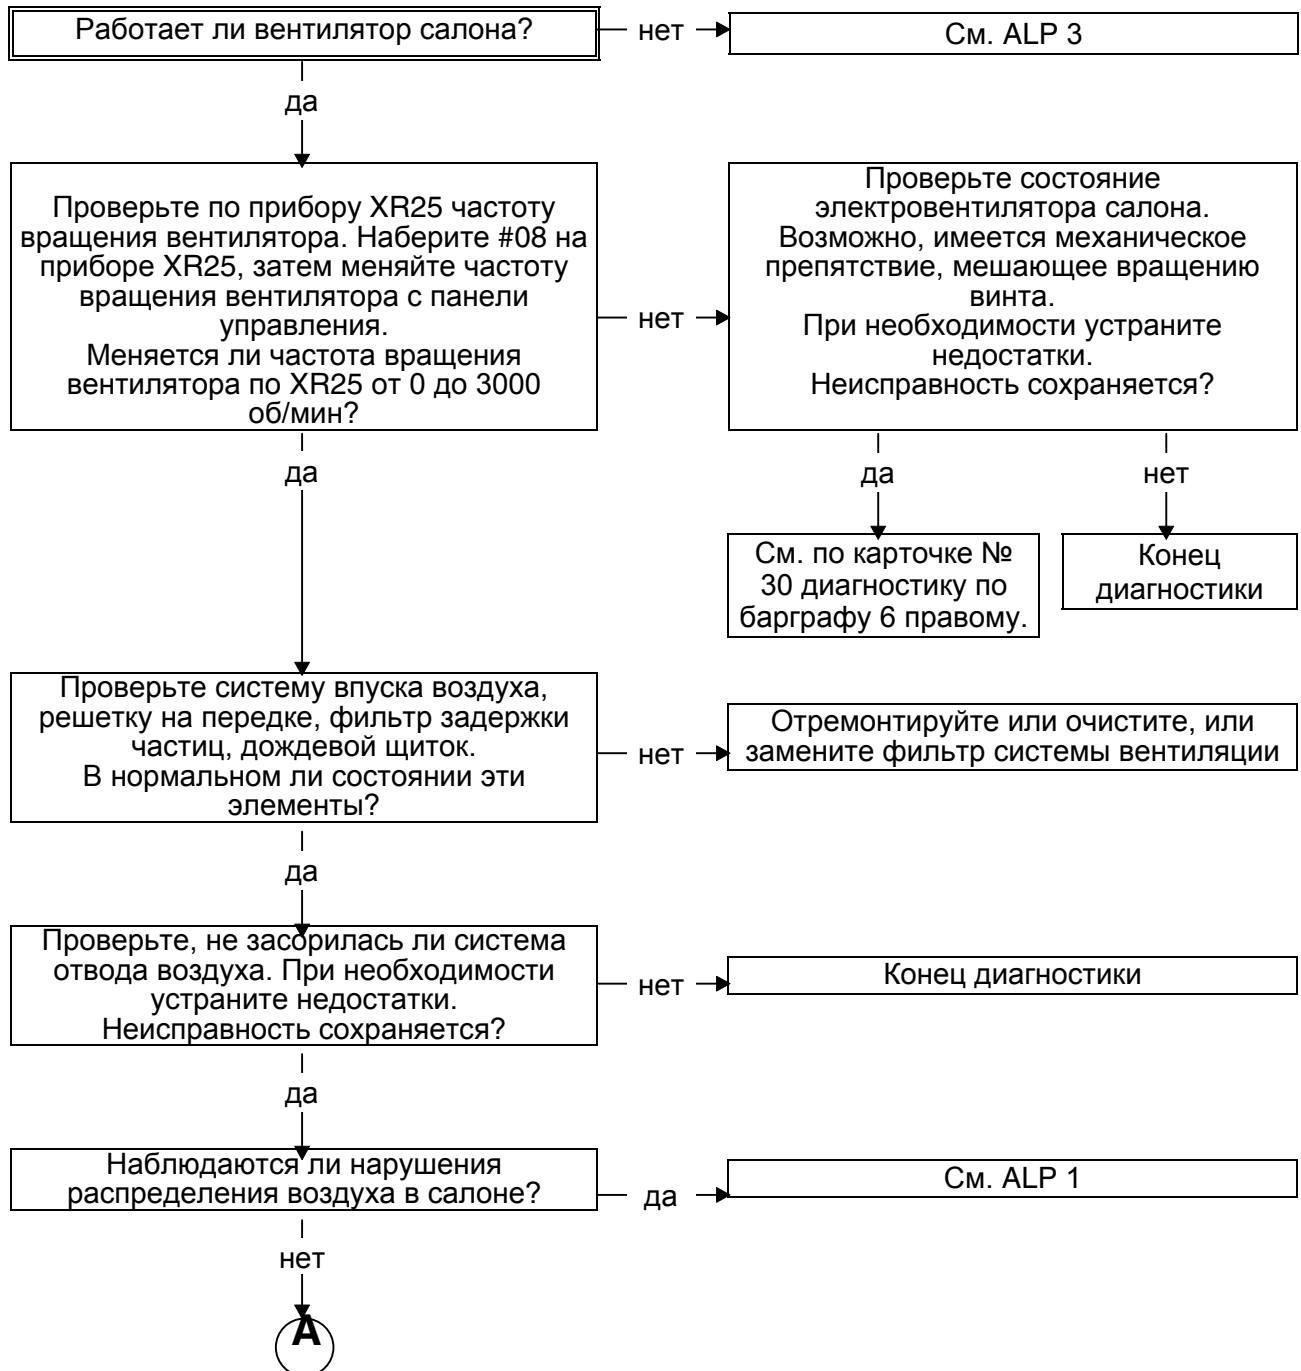 Работает ли вентилятор салона?
нет
См. ALP 3
да
Проверьте по прибору XR25 частоту
вращения вентилятора. Наберите #08 на
приборе XR25, затем меняйте частоту
вращения вентилятора с панели
управления.
Меняется ли частота вращения
вентилятора по XR25 от 0 до 3000
об/мин?
нет
Проверьте состояние
электровентилятора салона.
Возможно, имеется механическое
препятствие, мешающее вращению
винта.
При необходимости устраните
недостатки.
Неисправность сохраняется?
да
да
нет
См. по карточке №
30 диагностику по
барграфу 6 правому.
Конец
диагностики
Проверьте систему впуска воздуха,
решетку на передке, фильтр задержки
частиц, дождевой щиток.
В нормальном ли состоянии эти
элементы?
нет
Отремонтируйте или очистите, или
замените фильтр системы вентиляции
да
Проверьте, не засорилась ли система
отвода воздуха. При необходимости
устраните недостатки.
Неисправность сохраняется?
нет
Конец диагностики
да
Наблюдаются ли нарушения
распределения воздуха в салоне?
да
См. ALP 1
нет
А